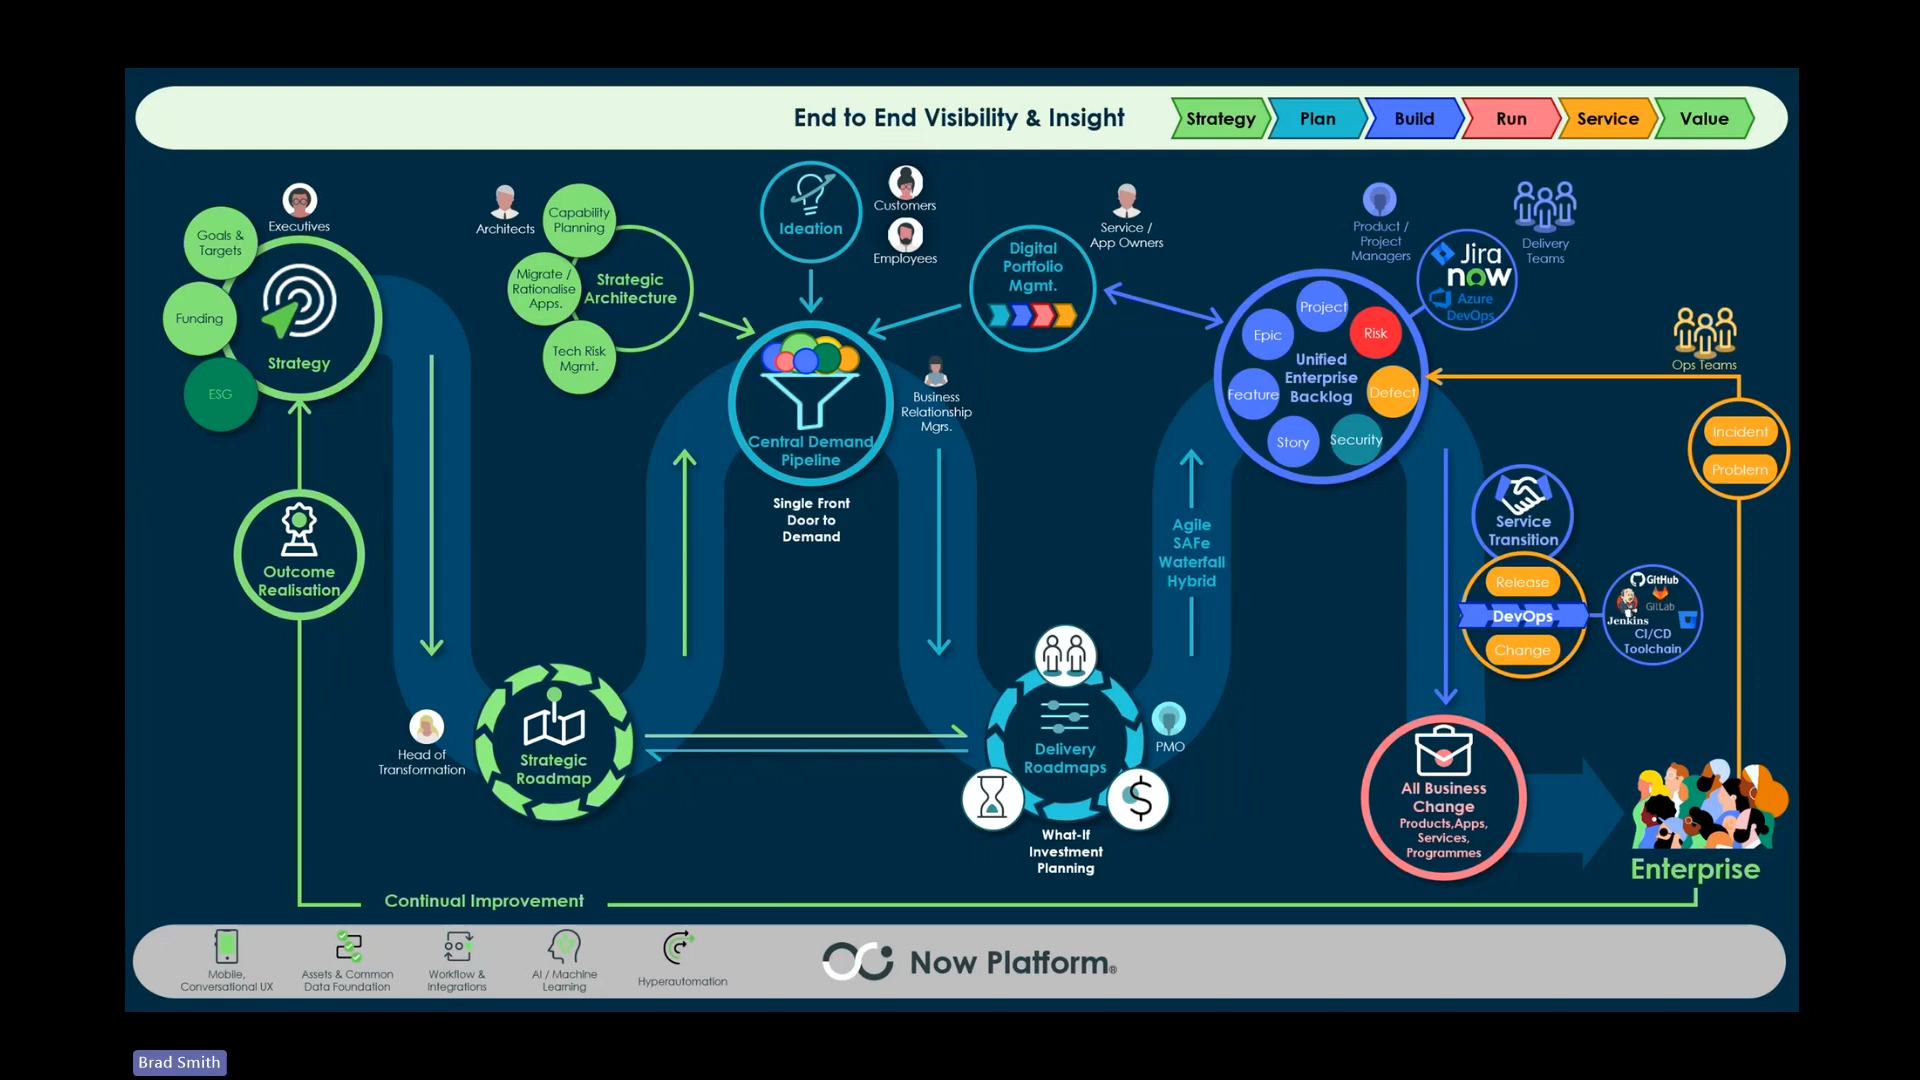 End to End Visibility & Insight
Strategy
Plan
Build
Run
Service
Value
Executives
Goals &
Targets
Funding
ESG
Strategy
Outcome
Realisation
Architects
Capability
Planning
Migrate /
Rationalise
Apps.
Tech Risk
Mgmt.
Strategic
Architecture
Ideation
Customers
Employees
Central Demand
Pipeline
Single Front
Door to
Demand
Business
Relationship
Mgrs.
Digital
Portfolio
Mgmt.
Service /
App Owners
Product /
Project
Managers
Delivery
Teams
Jira
now
Azure
DevOps
Project
Epic
Risk
Unified
Enterprise
Backlog
Feature
Defect
Story
Security
Ops Teams
Incident
Problem
Agile
SAFe
Waterfall
Hybrid
Service
Transition
Release
DevOps
Change
GitHub
GitLab
Jenkins
CI/CD
Toolchain
Head of
Transformation
Strategic
Roadmap
Delivery
Roadmaps
PMO
What-If
Investment
Planning
All Business
Change
Products,Apps,
Services,
Programmes
Enterprise
Continual Improvement
Mobile,
Conversational UX
Assets & Common
Data Foundation
Workflow &
Integrations
AI / Machine
Learning
Hyperautomation
Now Platform®
Brad Smith